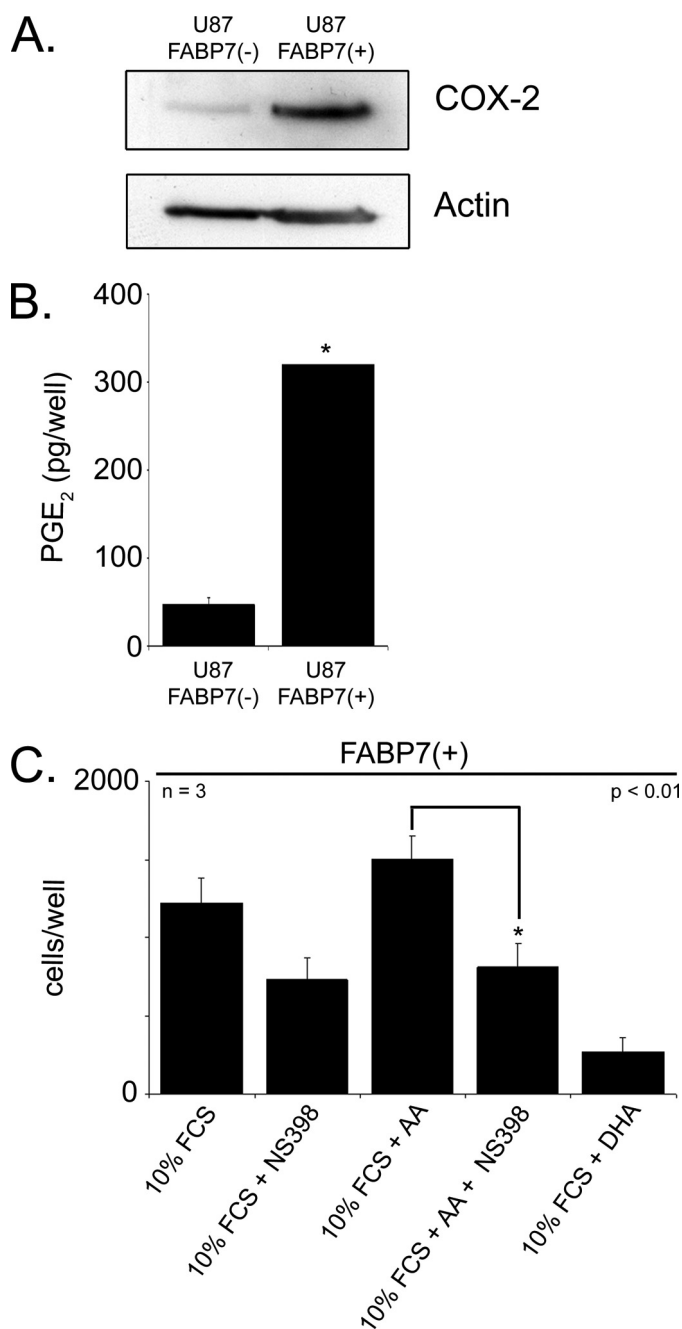 A.
U87
FABP7(-)
U87
FABP7(+)
COX-2
Actin
B.
PGE2 (pg/well)
400
300
200
100
0
*
U87
FABP7(-)
U87
FABP7(+)
C.
FABP7(+)
2000
n = 3
p < 0.01
cells/well
*
0
10% FCS
10% FCS + NS398
10% FCS + AA
10% FCS + AA + NS398
10% FCS + DHA